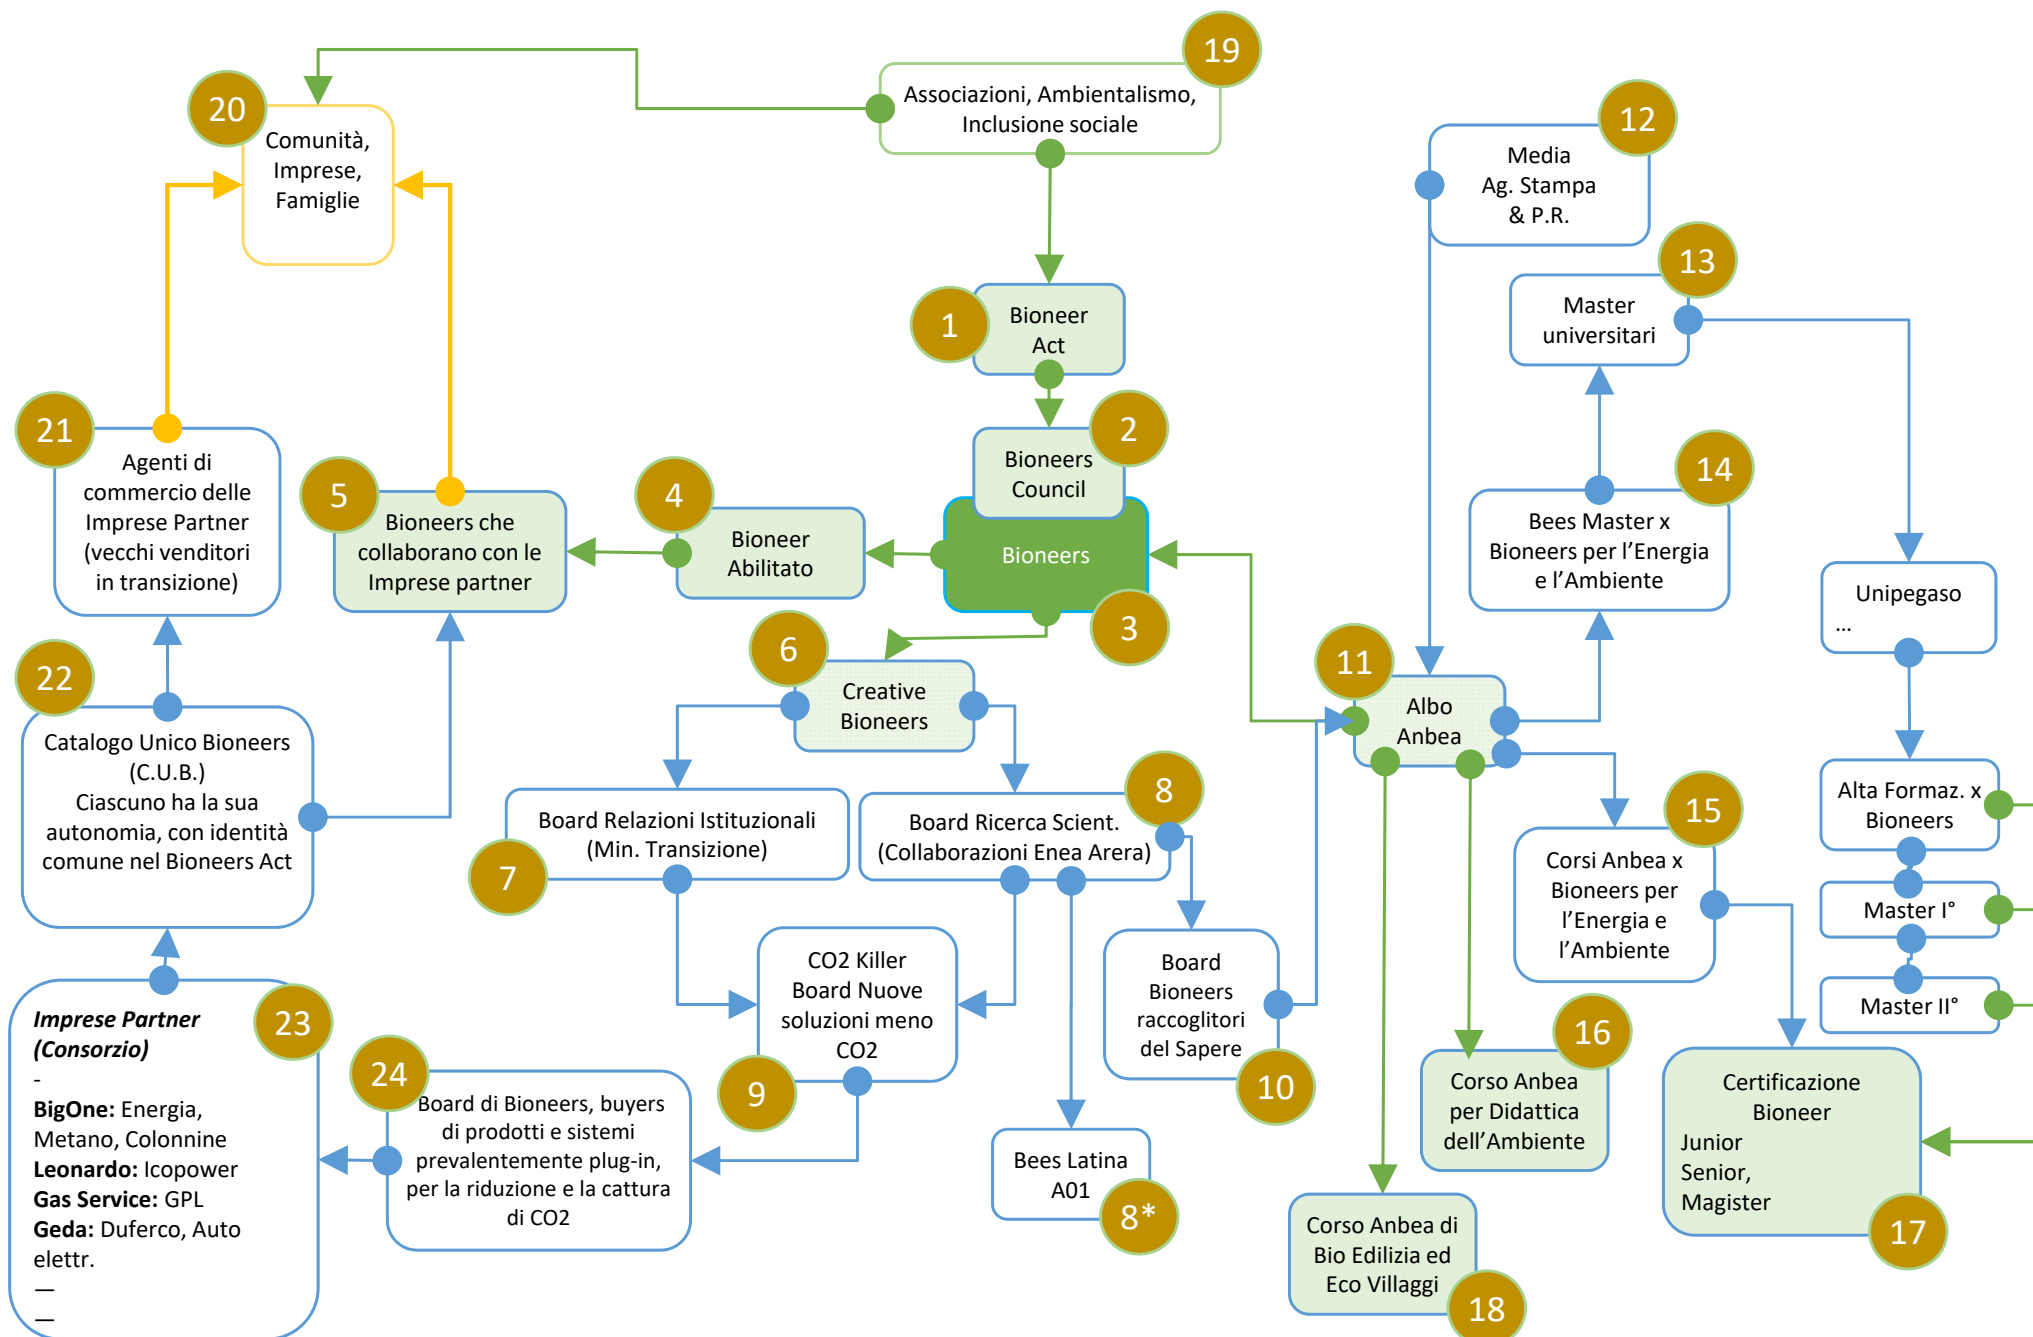 19
Associazioni, Ambientalismo,
Inclusione sociale
20
Comunità,
Imprese,
Famiglie
12
Media
Ag. Stampa
& P.R.
13
Master
universitari
1
Bioneer
Act
2
Bioneers
Council
21
Agenti di
commercio delle
Imprese Partner
(vecchi venditori
in transizione)
5
Bioneers che
collaborano con le
Imprese partner
4
Bioneer
Abilitato
Bioneers
3
14
Bees Master x
Bioneers per l’Energia
e l’Ambiente
Unipegaso
...
6
Creative
Bioneers
11
Albo
Anbea
22
Catalogo Unico Bioneers
(C.U.B.)
Ciascuno ha la sua
autonomia, con identità
comune nel Bioneers Act
Board Relazioni Istituzionali
(Min. Transizione)
7
8
Board Ricerca Scient.
(Collaborazioni Enea Arera)
15
Corsi Anbea x
Bioneers per
l’Energia e
l’Ambiente
Alta Formaz. x
Bioneers
Master I°
Master II°
CO2 Killer
Board Nuove
soluzioni meno
CO2
9
Board
Bioneers
raccoglitori
del Sapere
10
23
Imprese Partner
(Consorzio)
-
BigOne: Energia,
Metano, Colonnine
Leonardo: Icopower
Gas Service: GPL
Geda: Duferco, Auto
elettr.
—
—
24
Board di Bioneers, buyers
di prodotti e sistemi
prevalentemente plug-in,
per la riduzione e la cattura
di CO2
Bees Latina
A01
8*
16
Corso Anbea
per Didattica
dell’Ambiente
Certificazione
Bioneer
Junior
Senior,
Magister
17
Corso Anbea di
Bio Edilizia ed
Eco Villaggi
18